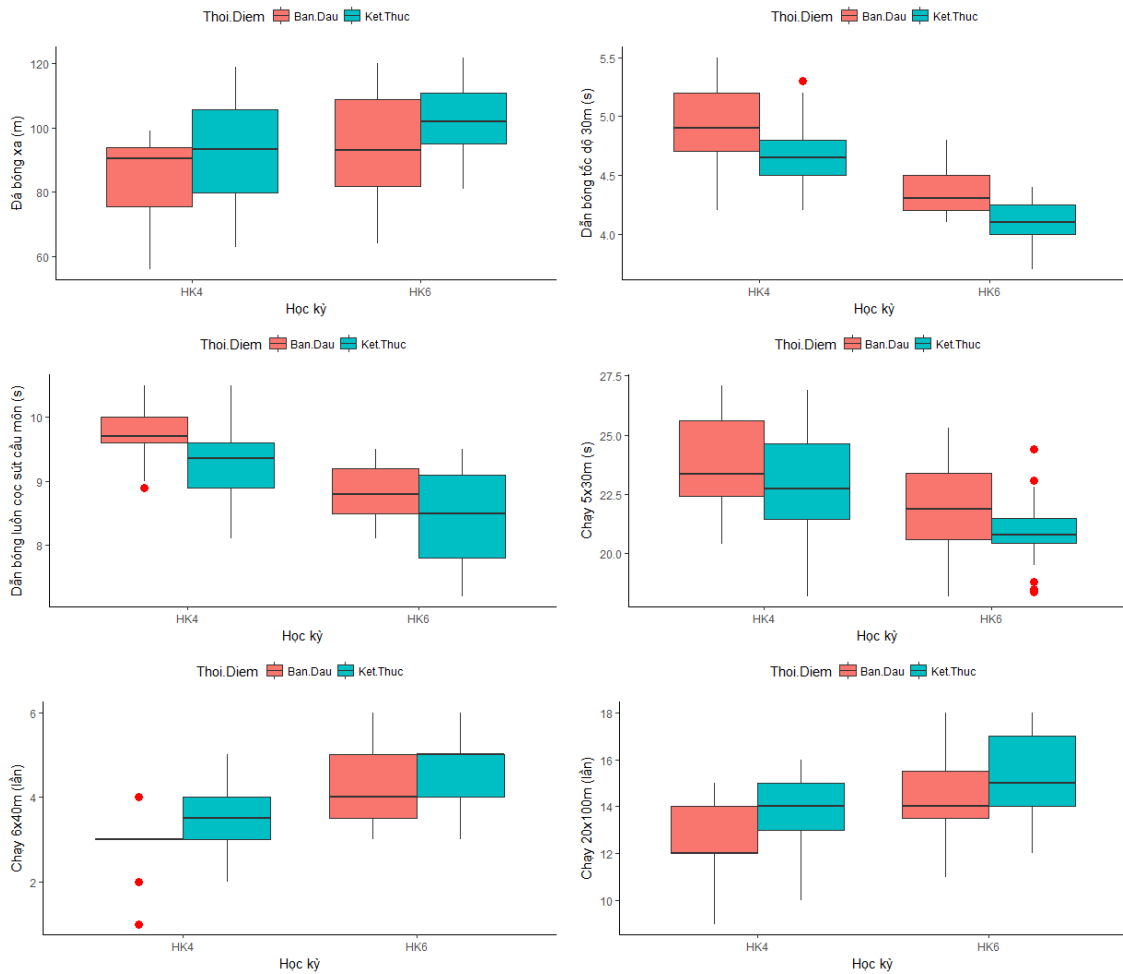 Thoi.Diem Ban.Dau Ket.Thuc
Đá bóng xa (m)
120
100
80
60
HK4 HK6
Học kỳ
Thoi.Diem Ban.Dau Ket.Thuc
Dẫn bóng tốc dộ 30m (s)
5.5
5.0
4.5
4.0
HK4 HK6
Học kỳ
Thoi.Diem Ban.Dau Ket.Thuc
Dẫn bóng luồn cọc sút cầu môn (s)
10
9
8
HK4 HK6
Học kỳ
Thoi.Diem Ban.Dau Ket.Thuc
Chạy 5x30m (s)
27.5
25.0
22.5
20.0
HK4 HK6
Học kỳ
Thoi.Diem Ban.Dau Ket.Thuc
Chạy 6x40m (lần)
6
4
2
HK4 HK6
Học kỳ
Thoi.Diem Ban.Dau Ket.Thuc
Chạy 20x100m (lần)
18
16
14
12
10
HK4 HK6
Học kỳ